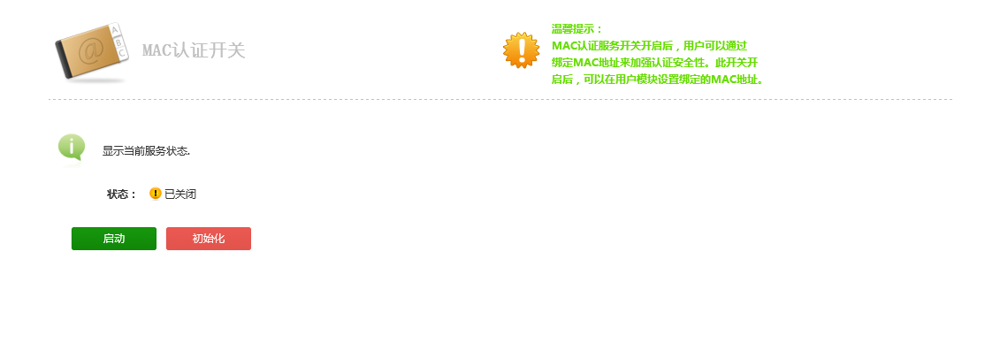 MAC认证开关
温馨提示：
MAC认证服务开关开启后，用户可以通过
绑定MAC地址来加强认证安全性。此开关开
启后，可以在用户模块设置绑定的MAC地址。
显示当前服务状态.
状态： 已关闭
启动 初始化